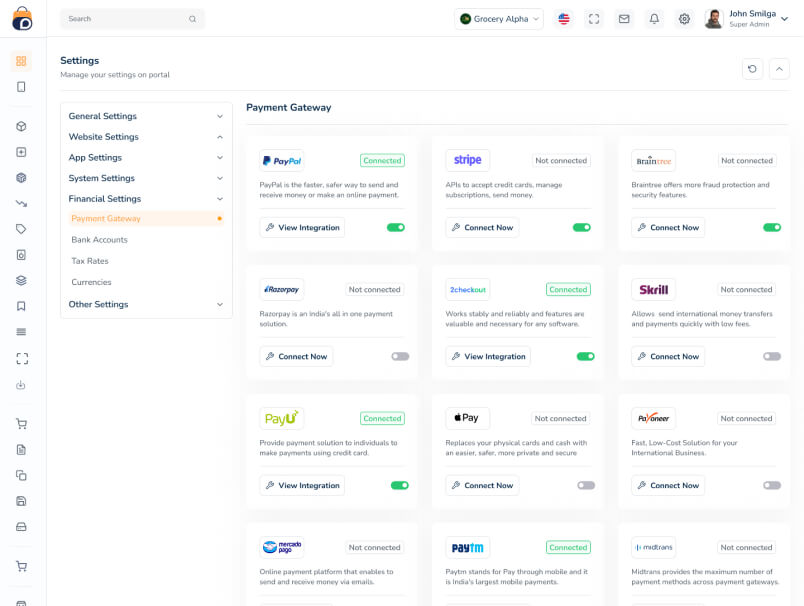 Search
Grocery Alpha
John Smilga
Super Admin
Settings
Manage your settings on portal
General Settings
Website Settings
App Settings
System Settings
Financial Settings
Payment Gateway
Bank Accounts
Tax Rates
Currencies
Other Settings
Payment Gateway
PayPal
Connected
PayPal is the faster, safer way to send and
receive money or make an online payment.
View Integration
stripe
Not connected
APIs to accept credit cards, manage
subscriptions, send money.
Connect Now
Braintree
Not connected
Braintree offers more fraud protection and
security features
Connect Now
Razorpay
Not connected
Razorpay is an India's all in one payment
solution.
Connect Now
2checkout
Connected
Works stably and reliably and features are
valuable and necessary for any software.
View Integration
Skrill
Not connected
Allows send international money transfers
and payments quickly with low fees.
Connect Now
PayU
Connected
Provide payment solution to individuals to
make payments using credit card.
View Integration
Pay
Not connected
Replaces your physical cards and cash with
an easier, safer, more private and secure
Connect Now
Payoneer
Not connected
Fast, Low-Cost Solution for your
International Business.
Connect Now
mercado
pago
Not connected
Online payment platform that enables to
send and receive money via emails.
paytm
Connected
Paytm stands for Pay through mobile and it
is India's largest mobile payments.
midtrans
Not connected
Midtrans provides the maximum number of
payment methods across payment gateways.